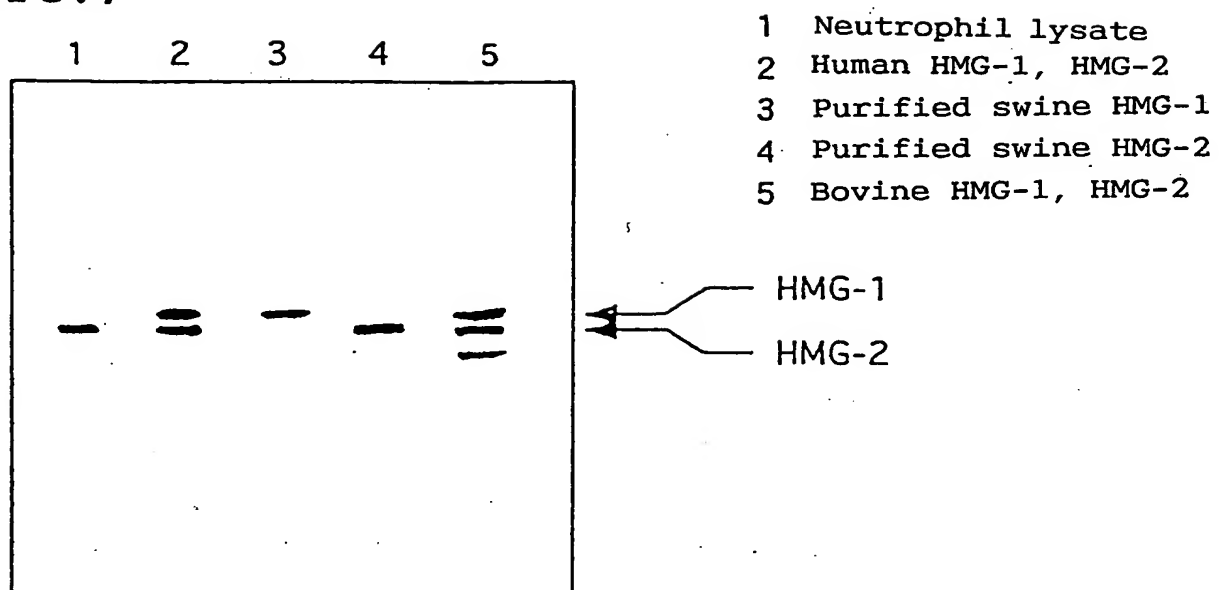 1 2 3 4 5
1 Neutrophil lysate
2 Human HMG-1, HMG-2
3 Purified swine HMG-1
4 Purified swine HMG-2
5 Bovine HMG-1, HMG-2
HMG-1
HMG-2